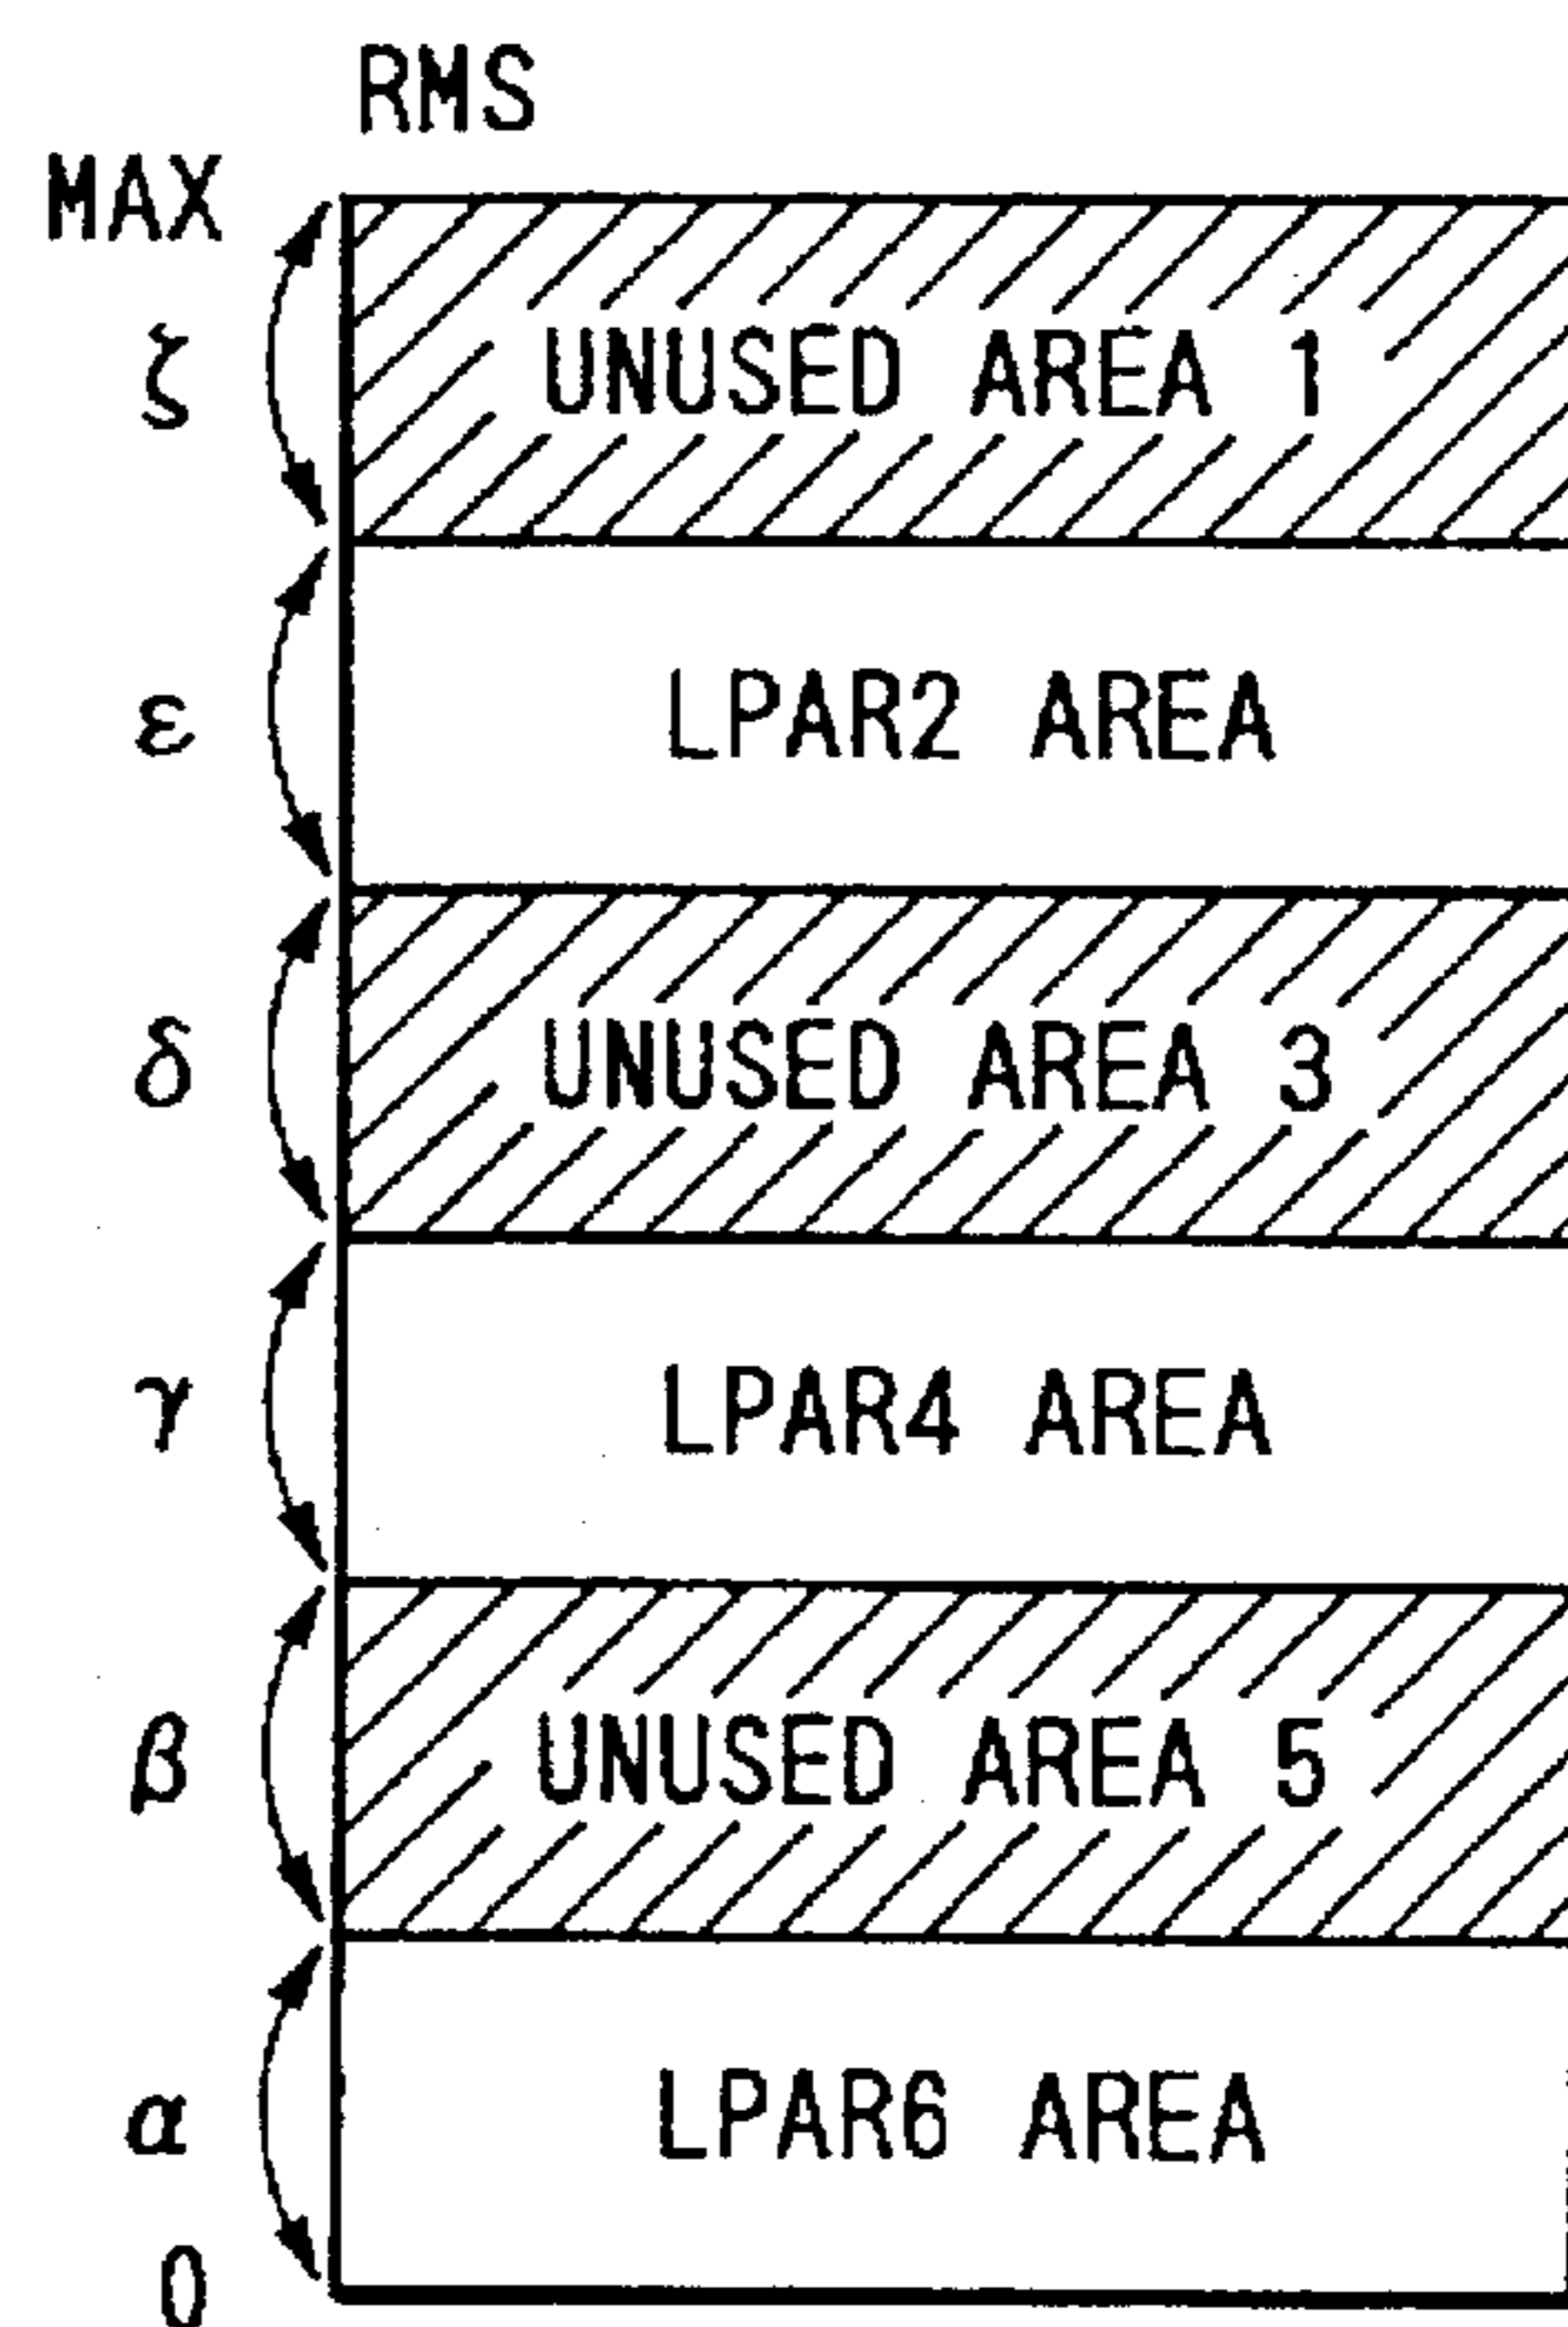 RMS
MAX
ζ UNUSED AREA 1
ε LPAR2 AREA
δ UNUSED AREA 3
γ LPAR4 AREA
β UNUSED AREA 5
α LPAR6 AREA
0